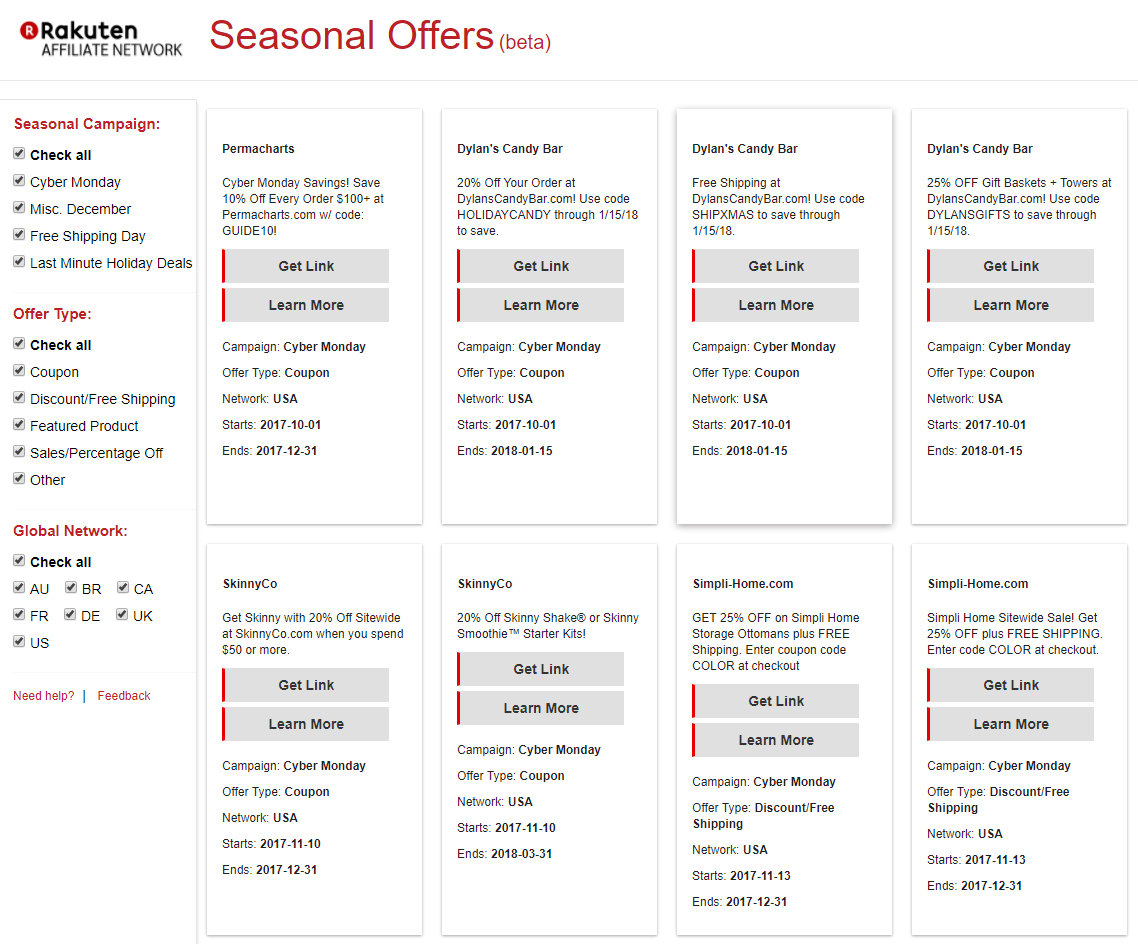 Rakuten
AFFILIATE NETWORK
Seasonal Offers (beta)
Seasonal Campaign:
Check all
Cyber Monday
Misc. December
Free Shipping Day
Last Minute Holiday Deals
Offer Type:
Check all
Coupon
Discount/Free Shipping
Featured Product
Sales/Percentage Off
Other
Global Network:
Check all
AU BR CA
FR DE UK
US
Need help? | Feedback
Permacharts
Cyber Monday Savings! Save
10% Off Every Order $100+ at
Permacharts.com w/ code:
GUIDE10!
Get Link
Learn More
Campaign: Cyber Monday
Offer Type: Coupon
Network: USA
Starts: 2017-10-01
Ends: 2017-12-31
Dylan's Candy Bar
20% Off Your Order at
DylansCandyBar.com! Use code
HOLIDAYCANDY through 1/15/18
to save.
Get Link
Learn More
Campaign: Cyber Monday
Offer Type: Coupon
Network: USA
Starts: 2017-10-01
Ends: 2018-01-15
Dylan's Candy Bar
Free Shipping at
DylansCandyBar.com! Use code
SHIPXMAS to save through
1/15/18.
Get Link
Learn More
Campaign: Cyber Monday
Offer Type: Coupon
Network: USA
Starts: 2017-10-01
Ends: 2018-01-15
Dylan's Candy Bar
25% OFF Gift Baskets + Towers at
DylansCandyBar.com! Use code
DYLANSGIFTS to save through
1/15/18.
Get Link
Learn More
Campaign: Cyber Monday
Offer Type: Coupon
Network: USA
Starts: 2017-10-01
Ends: 2018-01-15
SkinnyCo
Get Skinny with 20% Off Sitewide
at SkinnyCo.com when you spend
$50 or more.
Get Link
Learn More
Campaign: Cyber Monday
Offer Type: Coupon
Network: USA
Starts: 2017-11-10
Ends: 2017-12-31
SkinnyCo
20% Off Skinny Shake® or Skinny
Smoothie™ Starter Kits!
Get Link
Learn More
Campaign: Cyber Monday
Offer Type: Coupon
Network: USA
Starts: 2017-11-10
Ends: 2018-03-31
Simpli-Home.com
GET 25% OFF on Simpli Home
Storage Ottomans plus FREE
Shipping. Enter coupon code
COLOR at checkout
Get Link
Learn More
Campaign: Cyber Monday
Offer Type: Discount/Free
Shipping
Network: USA
Starts: 2017-11-13
Ends: 2017-12-31
Simpli-Home.com
Simpli Home Sitewide Sale! Get
25% OFF plus FREE SHIPPING.
Enter code COLOR at checkout.
Get Link
Learn More
Campaign: Cyber Monday
Offer Type: Discount/Free
Shipping
Network: USA
Starts: 2017-11-13
Ends: 2017-12-31